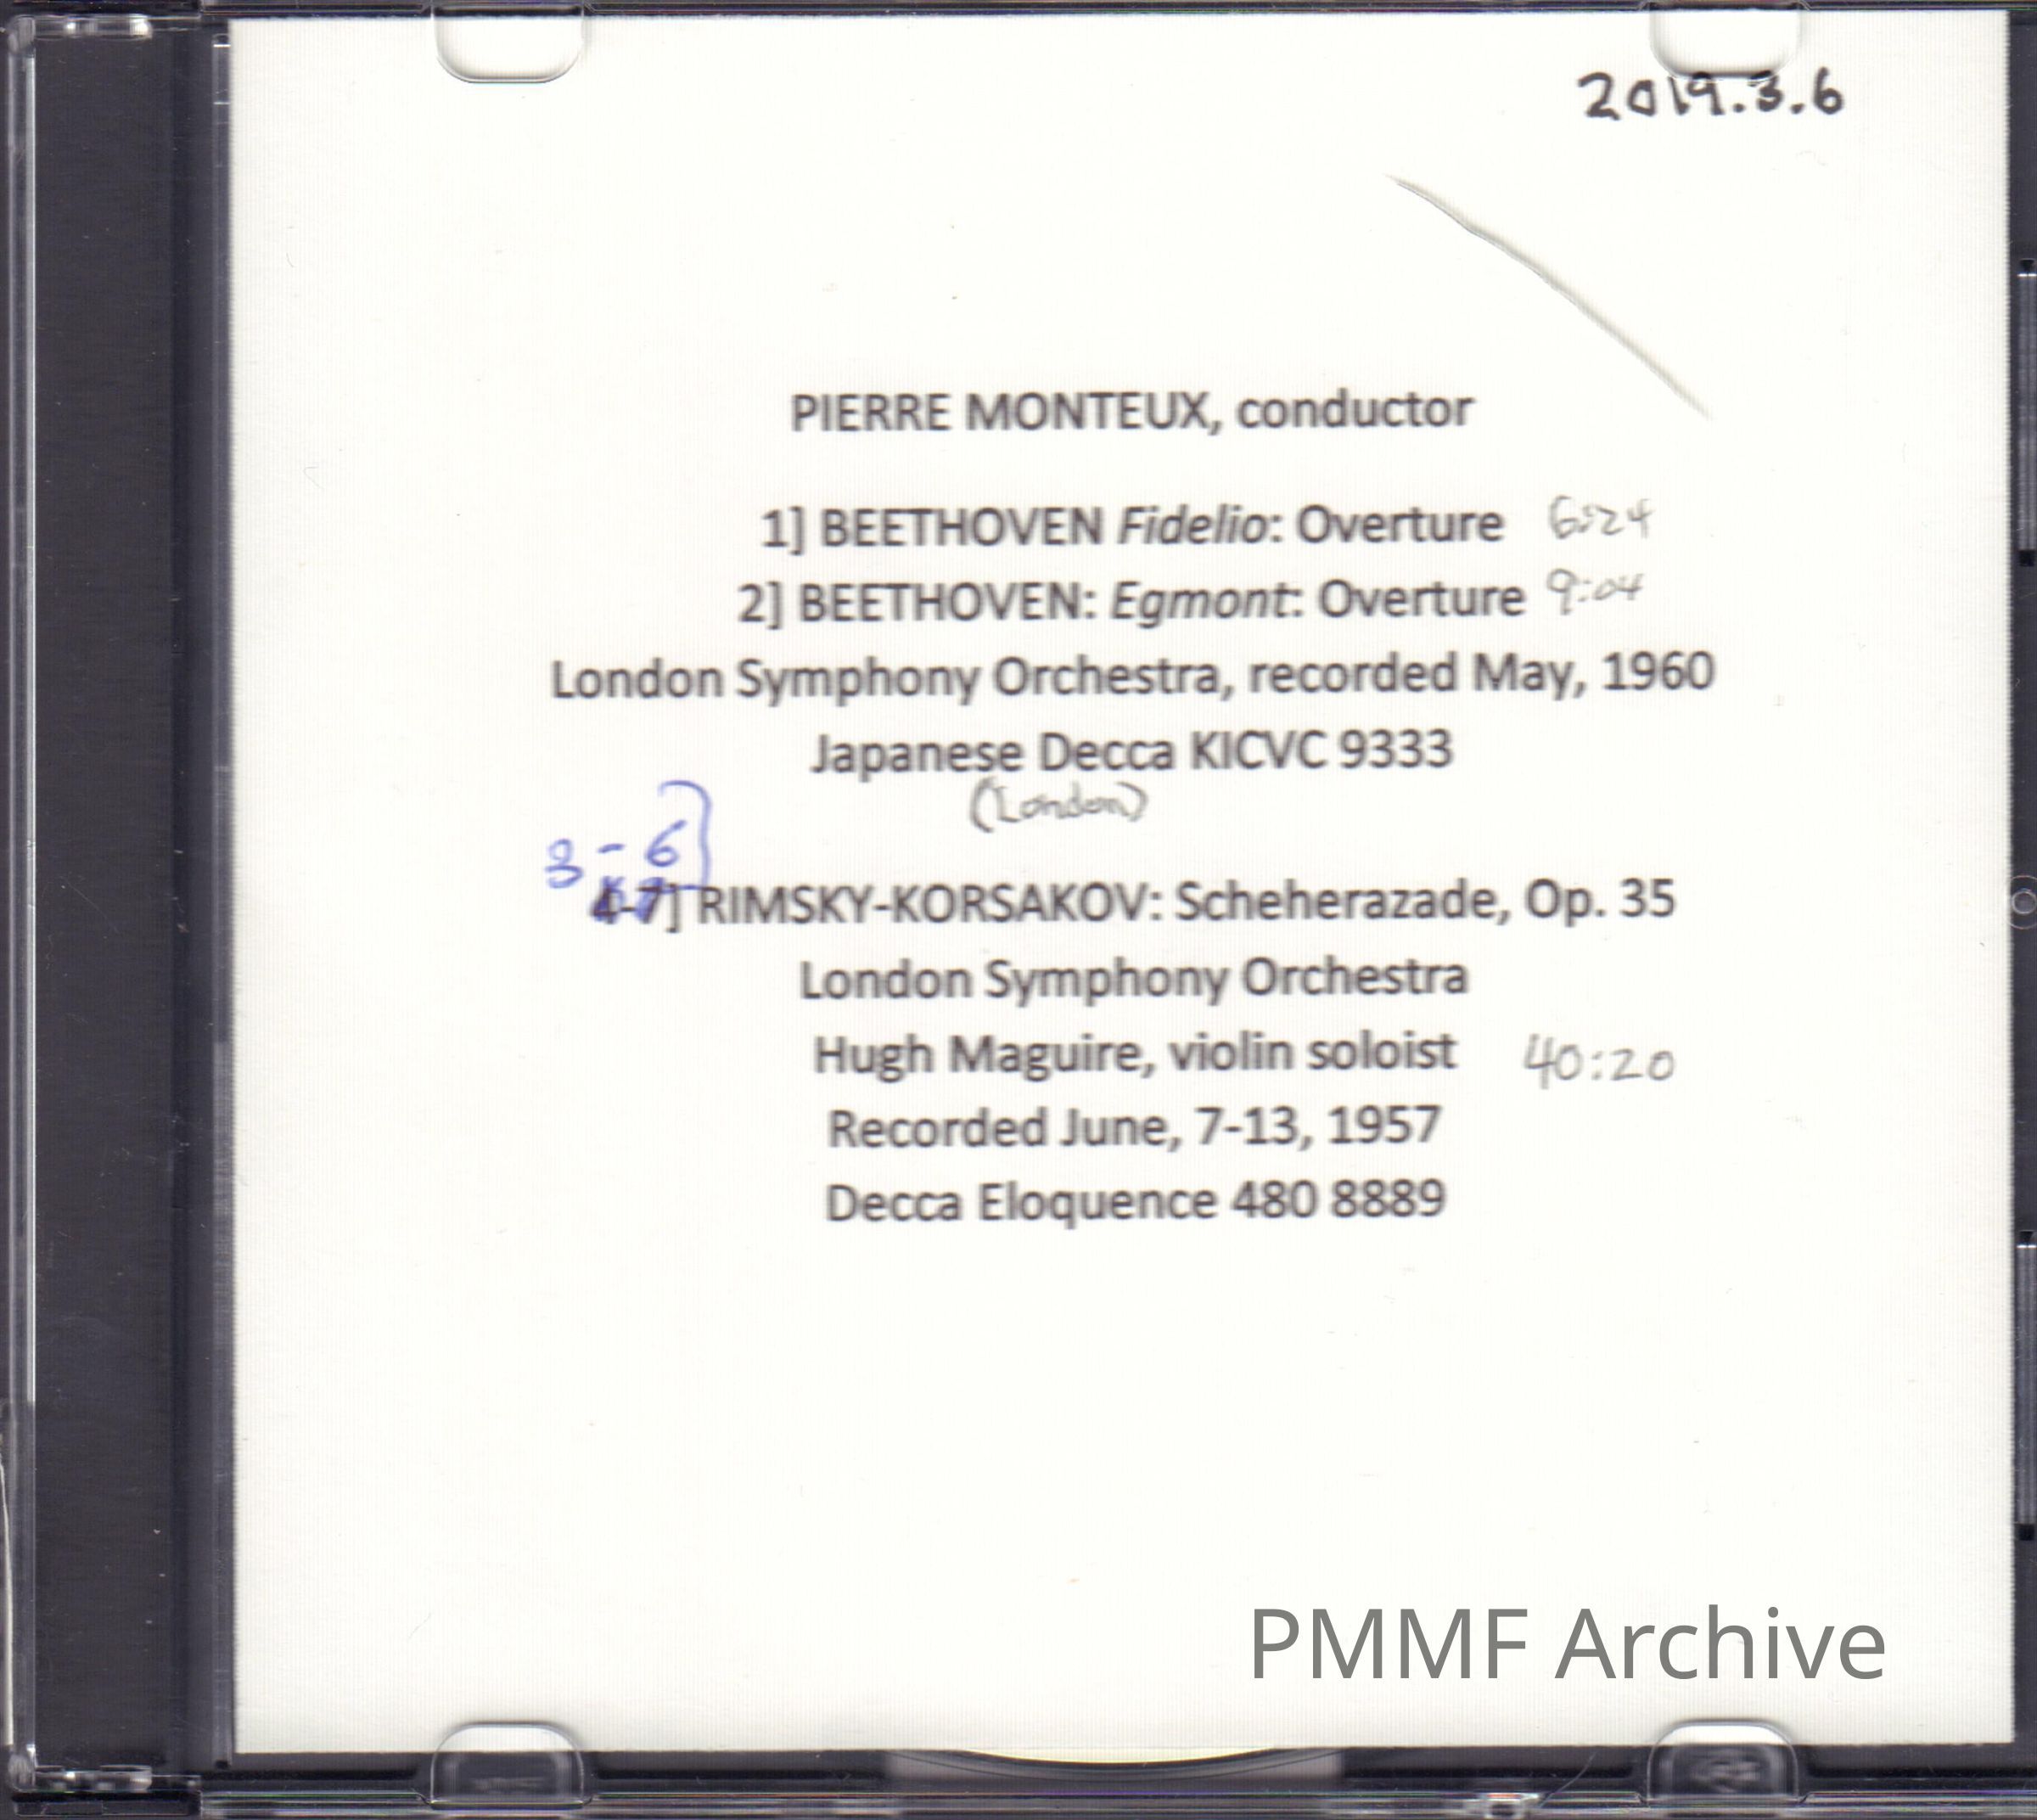 2019.3.6
PIERRE MONTEUX, conductor
1] BEETHOVEN Fidelio: Overture 6:24
2] BEETHOVEN: Egmont: Overture 9:04
London Symphony Orchestra, recorded May, 1960
Japanese Decca KICVC 9333
(London)
3 - 6]
4-7] RIMSKY-KORSAKOV: Scheherazade, Op. 35
London Symphony Orchestra
Hugh Maguire, violin soloist 40:20
Recorded June, 7-13, 1957
Decca Eloquence 480 8889
PMMF Archive